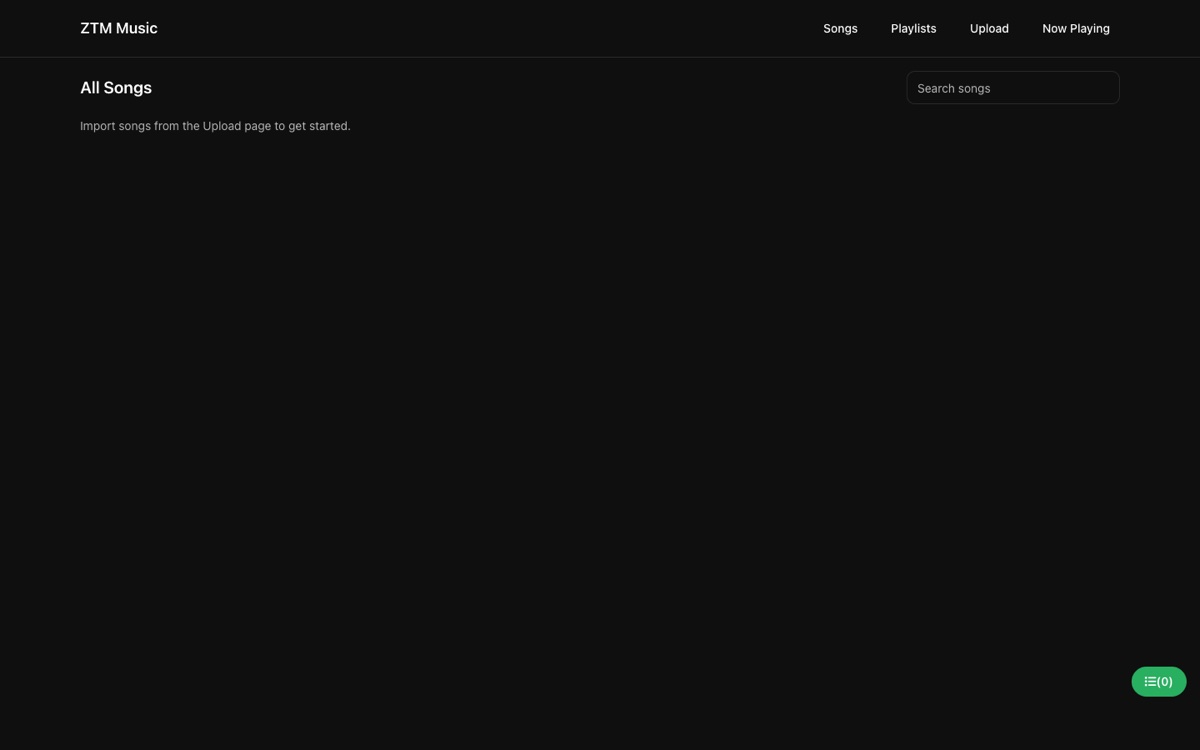 ZTM Music
Songs
Playlists
Upload
Now Playing
All Songs
Search songs
Import songs from the Upload page to get started.
(0)